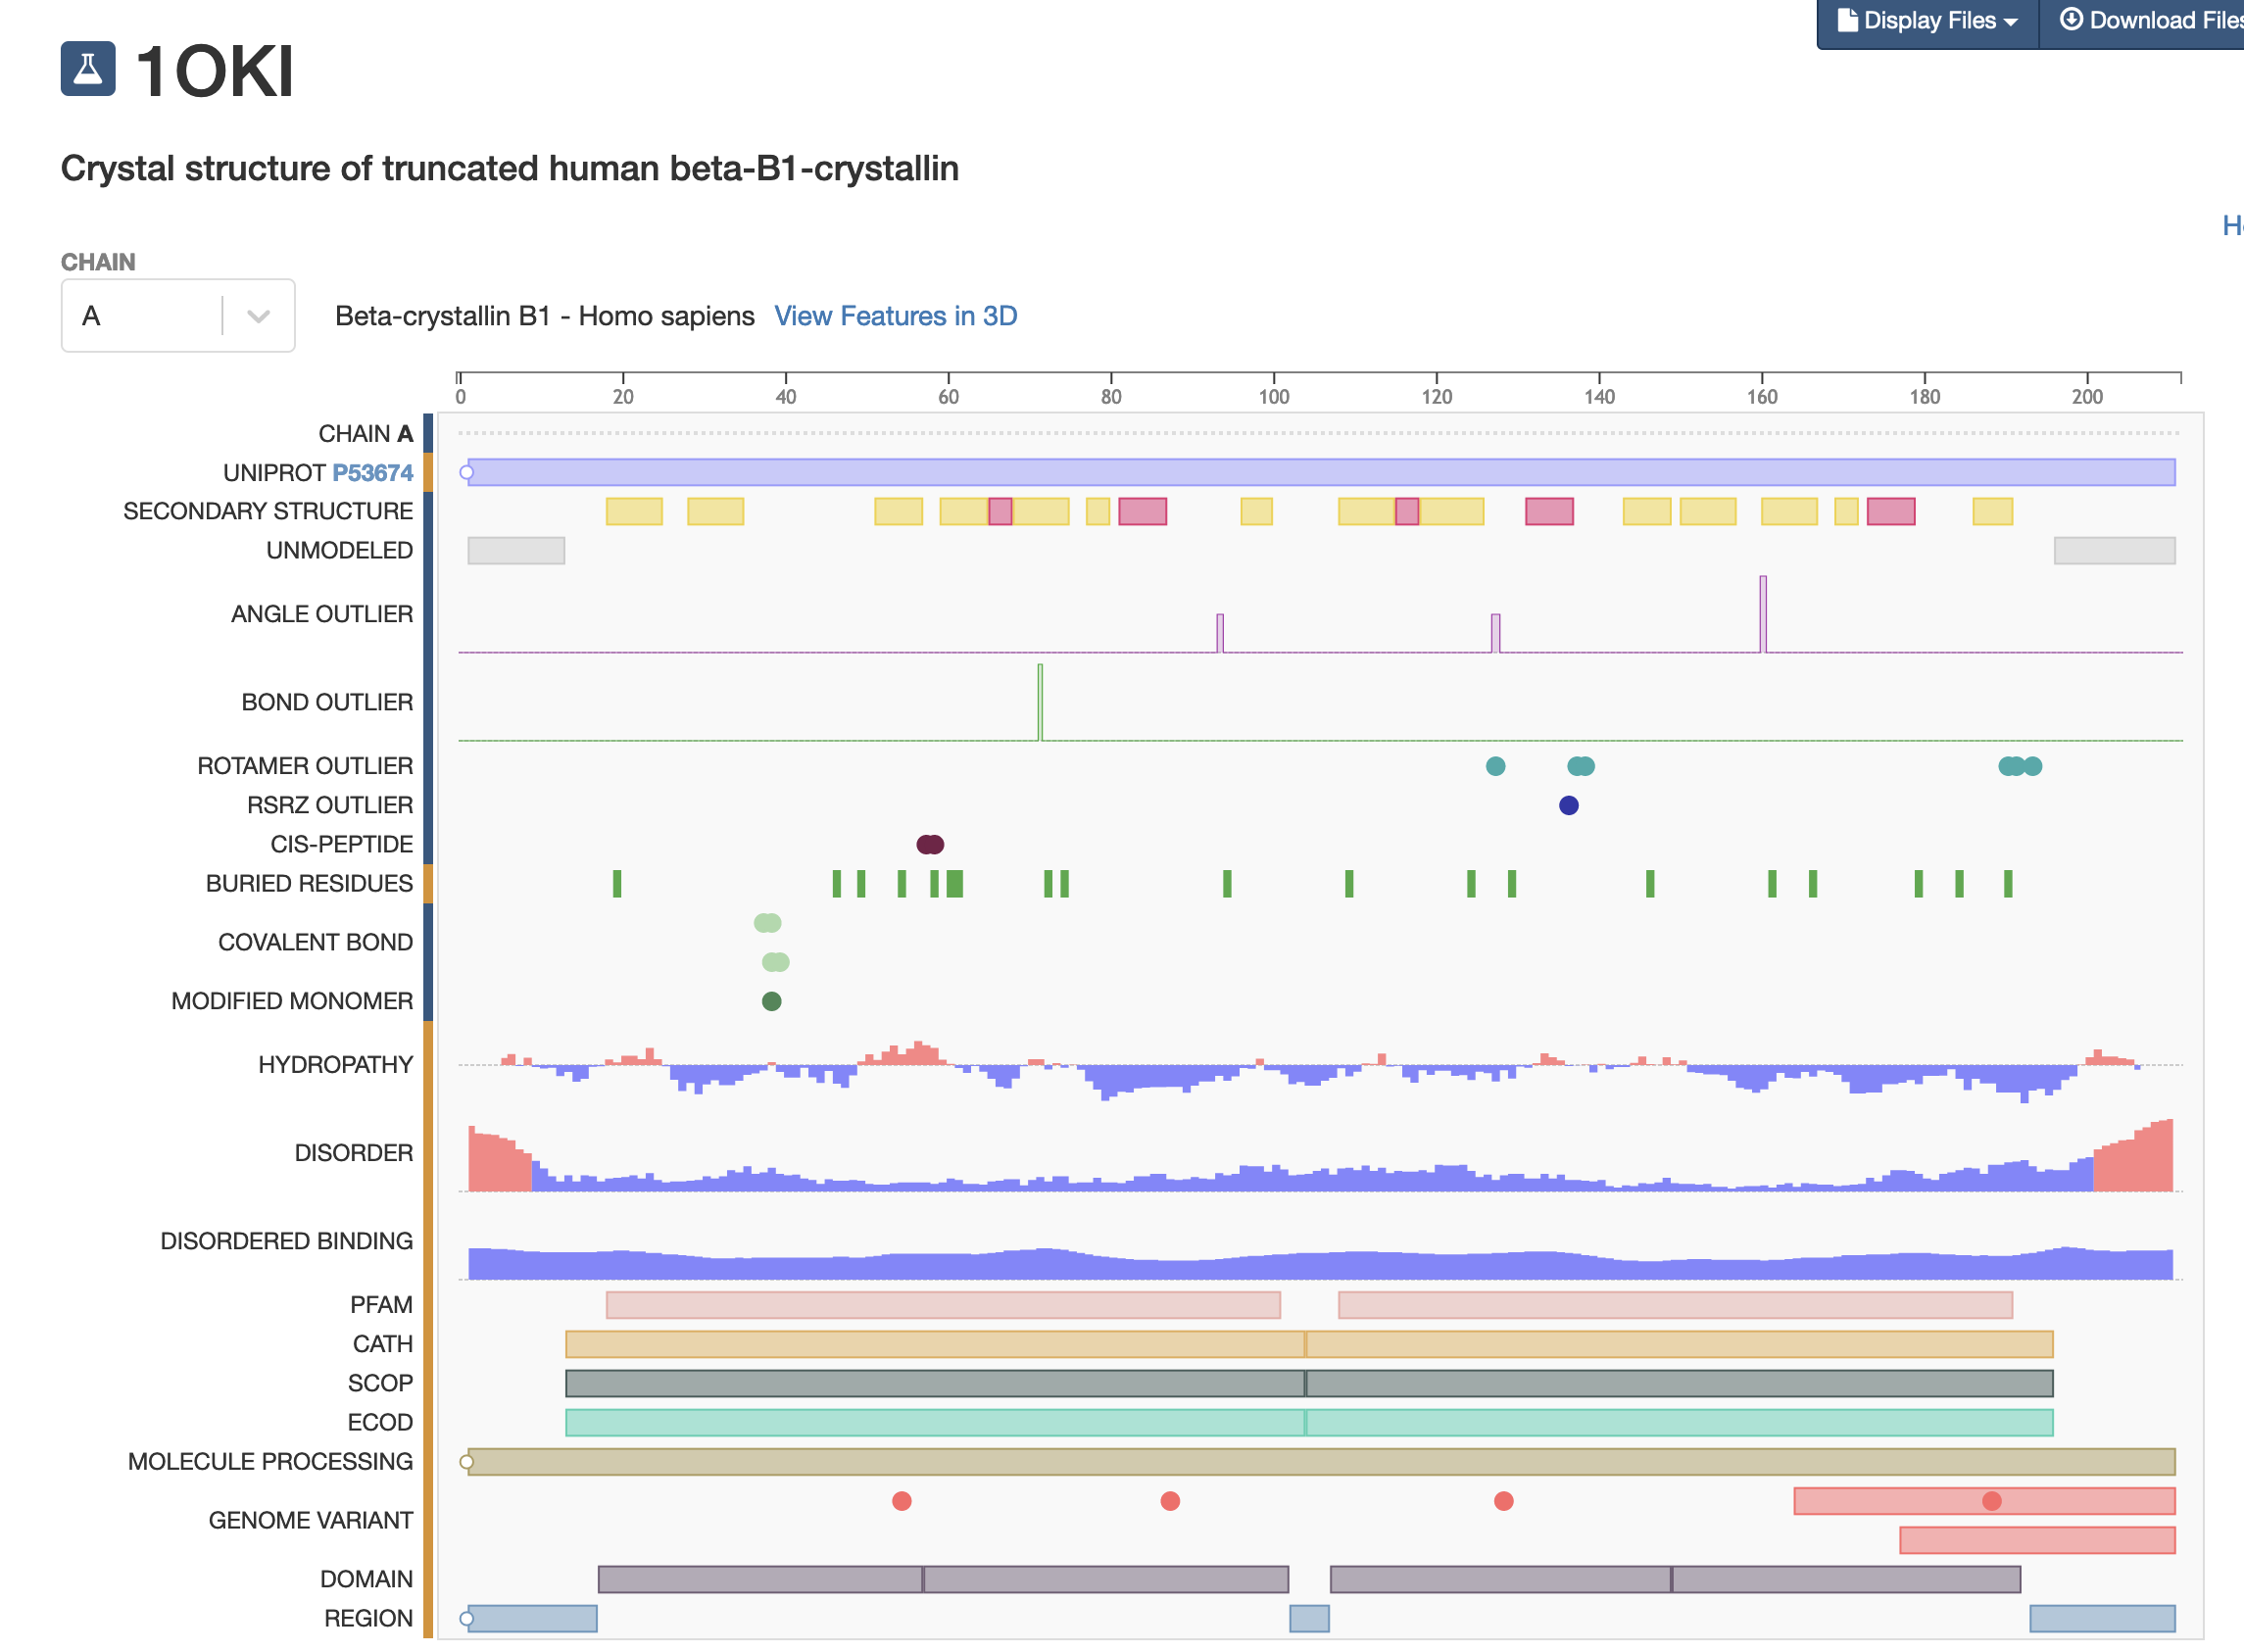 Display Files
Download Files
1OKI
Crystal structure of truncated human beta-B1-crystallin
CHAIN
A
Beta-crystallin B1 - Homo sapiens View Features in 3D
0 20 40 60 80 100 120 140 160 180 200
CHAIN A
UNIPROT P53674
SECONDARY STRUCTURE
UNMODELED
ANGLE OUTLIER
BOND OUTLIER
ROTAMER OUTLIER
RSRZ OUTLIER
CIS-PEPTIDE
BURIED RESIDUES
COVALENT BOND
MODIFIED MONOMER
HYDROPATHY
DISORDER
DISORDERED BINDING
PFAM
CATH
SCOP
ECOD
MOLECULE PROCESSING
GENOME VARIANT
DOMAIN
REGION